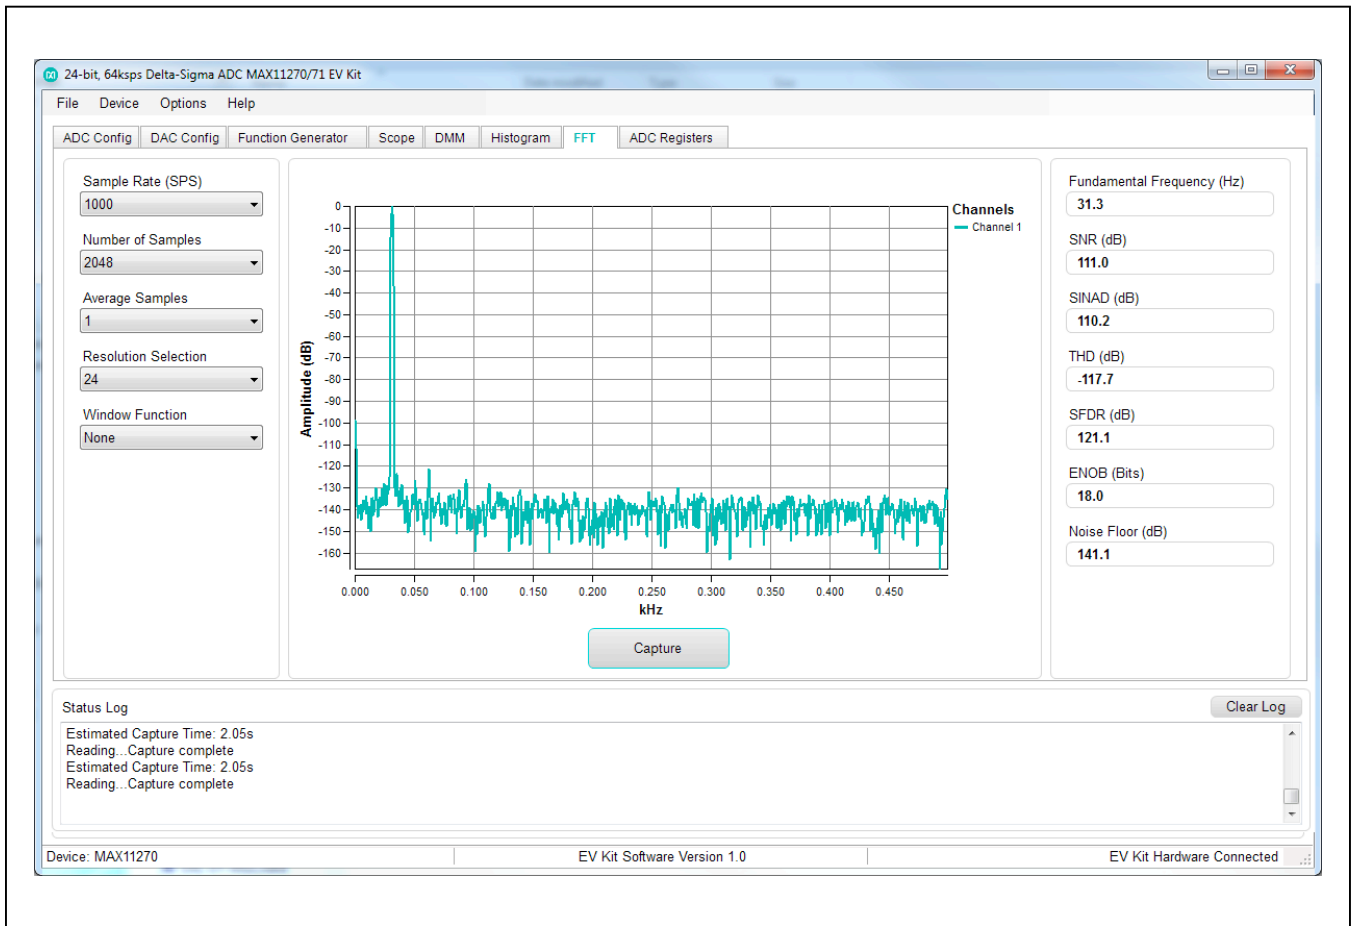 24-bit, 64ksps Delta-Sigma ADC MAX11270/71 EV Kit
File Device Options Help
ADC Config DAC Config Function Generator Scope DMM Histogram FFT ADC Registers
Sample Rate (SPS)
1000
Number of Samples
2048
Average Samples
1
Resolution Selection
24
Window Function
None
Amplitude (dB)
0
-10
-20
-30
-40
-50
-60
-70
-80
-90
-100
-110
-120
-130
-140
-150
-160
0.000 0.050 0.100 0.150 0.200 0.250 0.300 0.350 0.400 0.450
kHz
Channels
Channel 1
Capture
Fundamental Frequency (Hz)
31.3
SNR (dB)
111.0
SINAD (dB)
110.2
THD (dB)
-117.7
SFDR (dB)
121.1
ENOB (Bits)
18.0
Noise Floor (dB)
141.1
Status Log
Clear Log
Estimated Capture Time: 2.05s
Reading...Capture complete
Estimated Capture Time: 2.05s
Reading...Capture complete
Device: MAX11270
EV Kit Software Version 1.0
EV Kit Hardware Connected